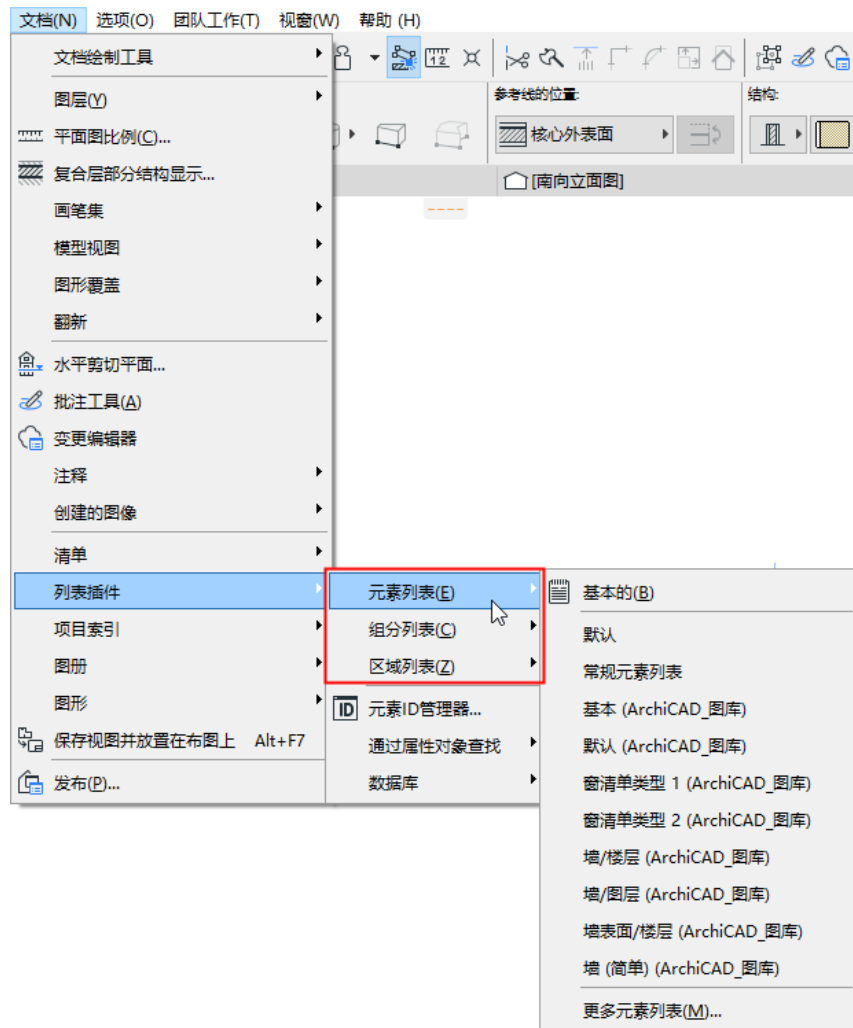 文档(N) 选项(O) 团队工作(T) 视窗(W) 帮助 (H)
文档绘制工具
图层(Y)
平面图比例(C)...
复合层部分结构显示...
画笔集
模型视图
图形覆盖
翻新
水平剪切平面...
批注工具(A)
变更编辑器
注释
创建的图像
清单
列表插件
项目索引
图册
图形
保存视图并放置在布图上 Alt+F7
发布(P)...
1 2
参考线的位置:
结构:
核心外表面
[南向立面图]
元素列表(E)
组分列表(C)
区域列表(Z)
ID 元素ID管理器...
通过属性对象查找
数据库
基本的(B)
默认
常规元素列表
基本 (ArchiCAD_图库)
默认 (ArchiCAD_图库)
窗清单类型 1 (ArchiCAD_图库)
窗清单类型 2 (ArchiCAD_图库)
墙/楼层 (ArchiCAD_图库)
墙/图层 (ArchiCAD_图库)
墙表面/楼层 (ArchiCAD_图库)
墙 (简单) (ArchiCAD_图库)
更多元素列表(M)...